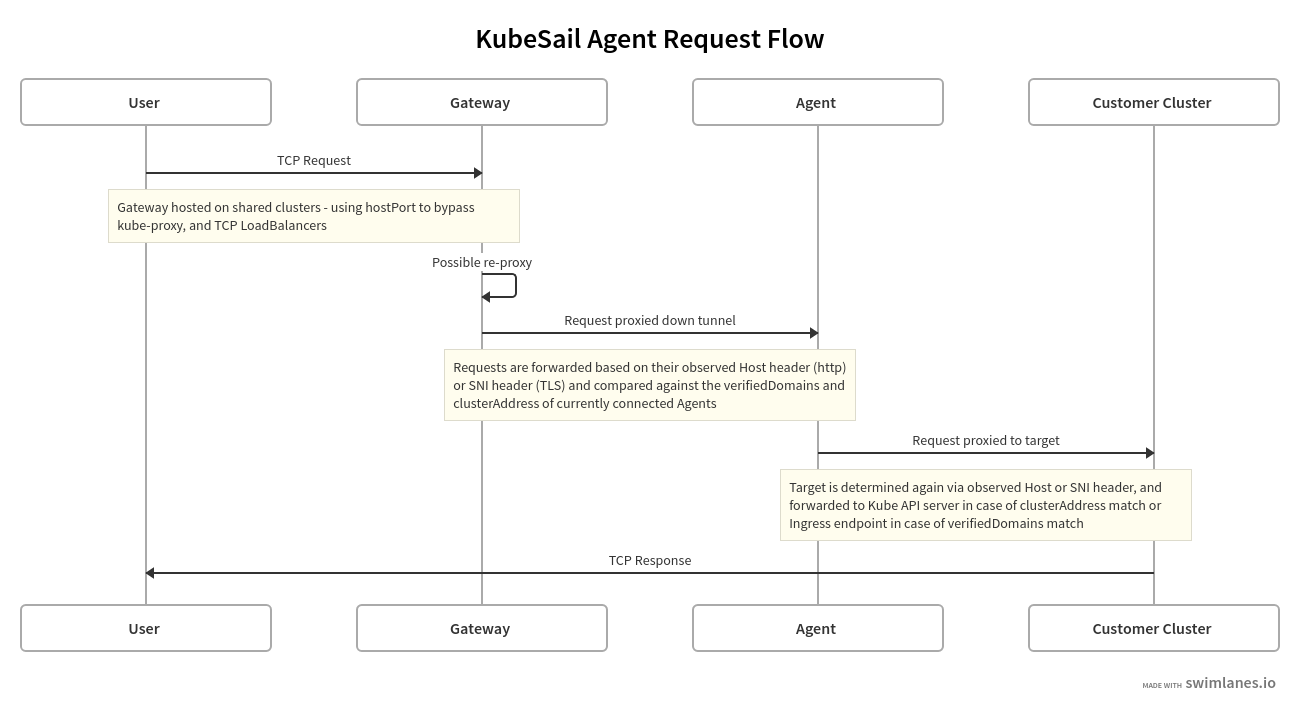 KubeSail Agent Request Flow
User
Gateway
Agent
Customer Cluster
TCP Request
Gateway hosted on shared clusters - using hostPort to bypass
kube-proxy, and TCP LoadBalancers
Possible re-proxy
Request proxied down tunnel
Requests are forwarded based on their observed Host header (http)
or SNI header (TLS) and compared against the verifiedDomains and
clusterAddress of currently connected Agents
Request proxied to target
Target is determined again via observed Host or SNI header, and
forwarded to Kube API server in case of clusterAddress match or
Ingress endpoint in case of verifiedDomains match
TCP Response
User
Gateway
Agent
Customer Cluster
MADE WITH swimlanes.io